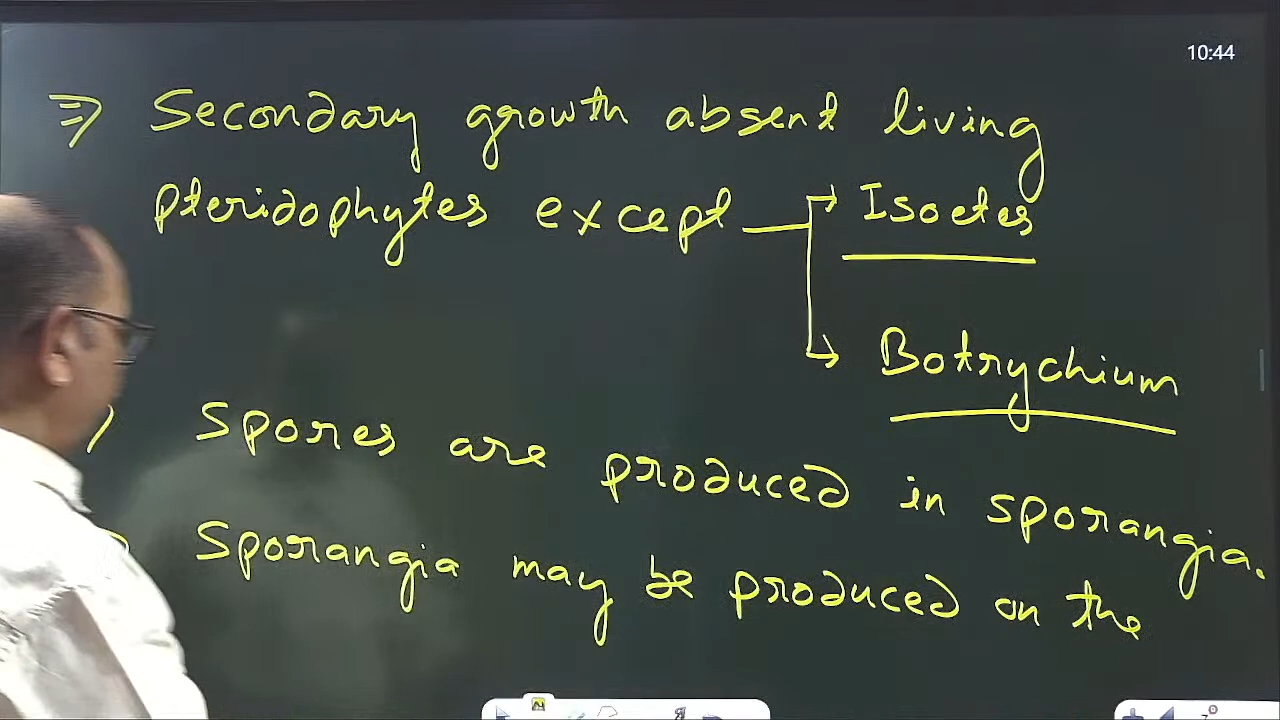 10:44
⇒ Secondary growth absent living
pteridophytes except → Isoetes
→ Botrychium
Spores are produced in sporangia.
Sporangia may be produced on the